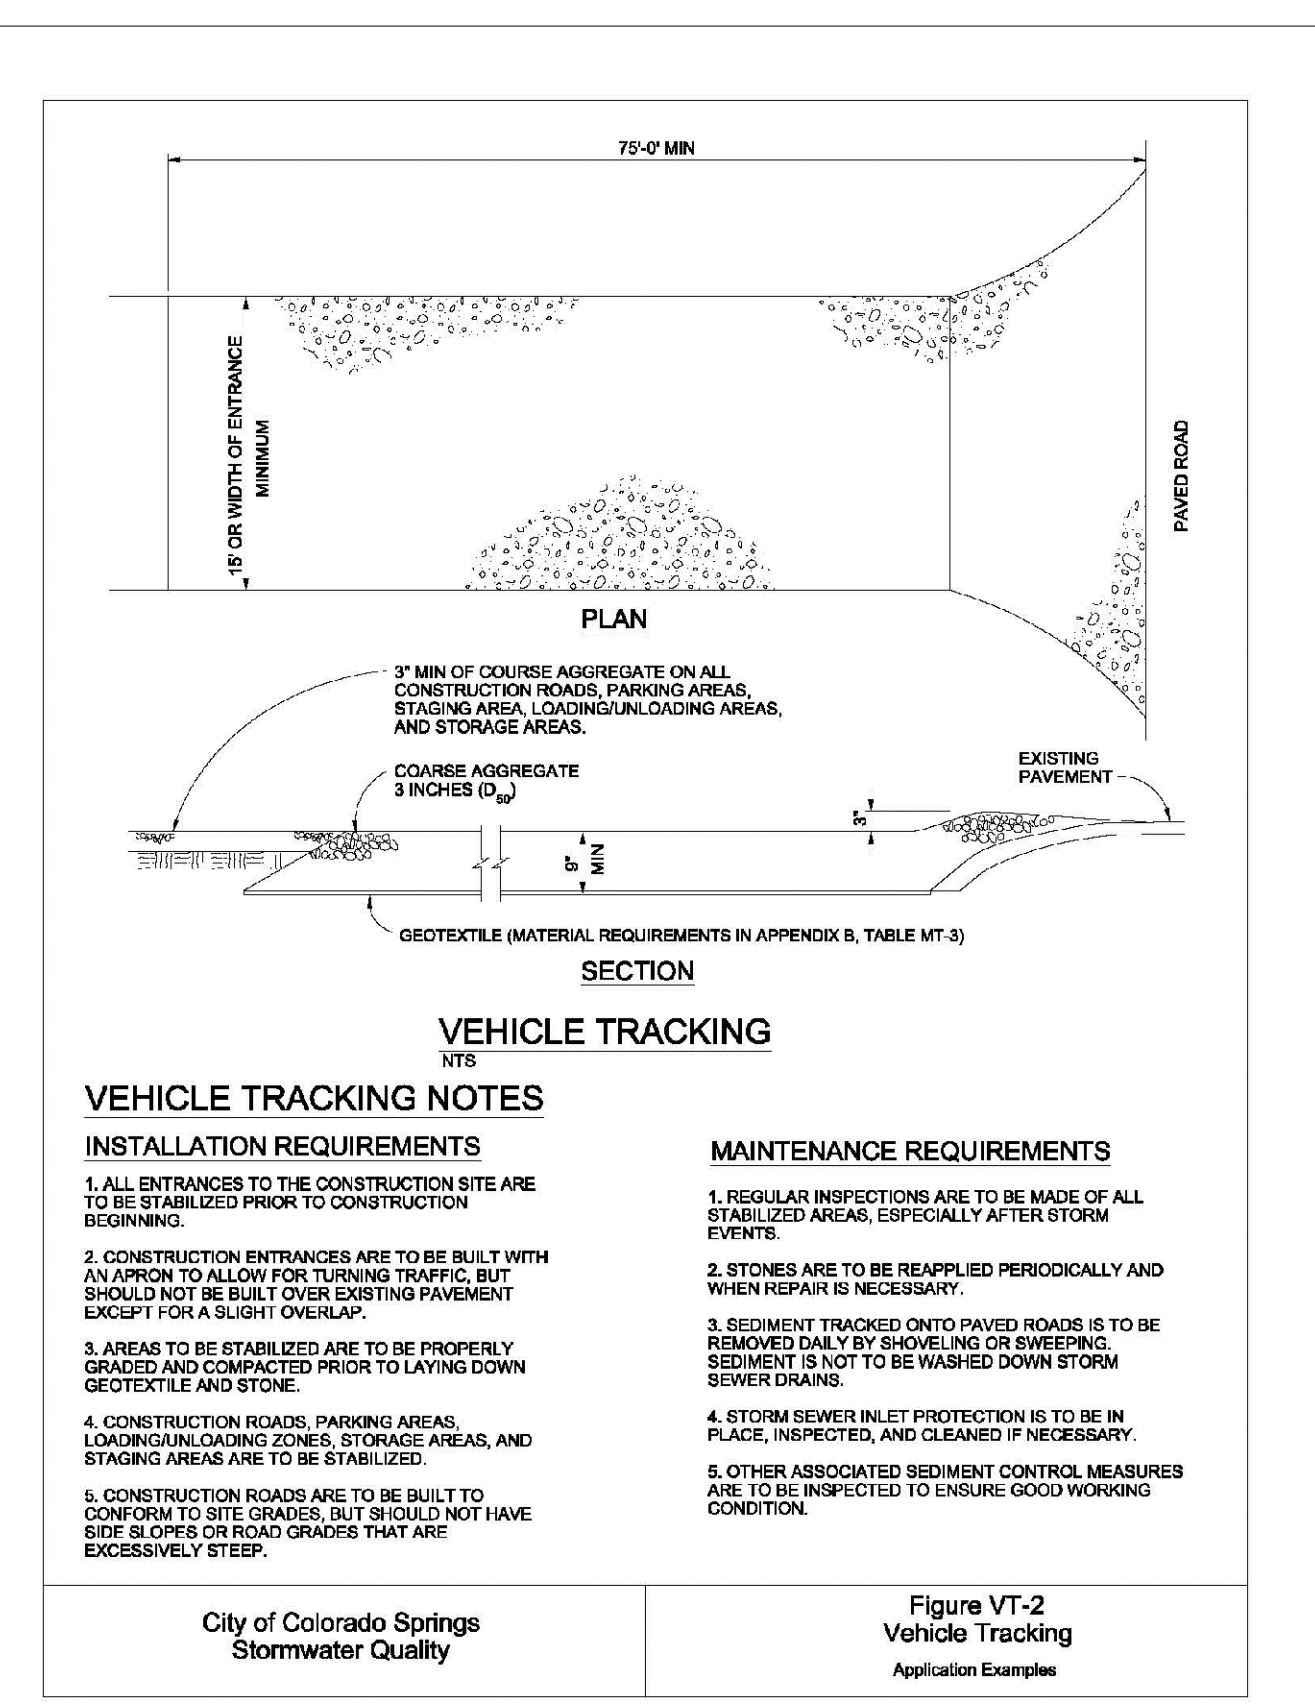 75'-0' MIN
15' OR WIDTH OF ENTRANCE
MINIMUM
PAVED ROAD
PLAN
3" MIN OF COURSE AGGREGATE ON ALL
CONSTRUCTION ROADS, PARKING AREAS,
STAGING AREA, LOADING/UNLOADING AREAS,
AND STORAGE AREAS.
COARSE AGGREGATE
3 INCHES (D50)
EXISTING
PAVEMENT
3"
9"
MIN
GEOTEXTILE (MATERIAL REQUIREMENTS IN APPENDIX B, TABLE MT-3)
SECTION
VEHICLE TRACKING
NTS
VEHICLE TRACKING NOTES
INSTALLATION REQUIREMENTS
1. ALL ENTRANCES TO THE CONSTRUCTION SITE ARE
TO BE STABILIZED PRIOR TO CONSTRUCTION
BEGINNING.
2. CONSTRUCTION ENTRANCES ARE TO BE BUILT WITH
AN APRON TO ALLOW FOR TURNING TRAFFIC, BUT
SHOULD NOT BE BUILT OVER EXISTING PAVEMENT
EXCEPT FOR A SLIGHT OVERLAP.
3. AREAS TO BE STABILIZED ARE TO BE PROPERLY
GRADED AND COMPACTED PRIOR TO LAYING DOWN
GEOTEXTILE AND STONE.
4. CONSTRUCTION ROADS, PARKING AREAS,
LOADING/UNLOADING ZONES, STORAGE AREAS, AND
STAGING AREAS ARE TO BE STABILIZED.
5. CONSTRUCTION ROADS ARE TO BE BUILT TO
CONFORM TO SITE GRADES, BUT SHOULD NOT HAVE
SIDE SLOPES OR ROAD GRADES THAT ARE
EXCESSIVELY STEEP.
MAINTENANCE REQUIREMENTS
1. REGULAR INSPECTIONS ARE TO BE MADE OF ALL
STABILIZED AREAS, ESPECIALLY AFTER STORM
EVENTS.
2. STONES ARE TO BE REAPPLIED PERIODICALLY AND
WHEN REPAIR IS NECESSARY.
3. SEDIMENT TRACKED ONTO PAVED ROADS IS TO BE
REMOVED DAILY BY SHOVELING OR SWEEPING.
SEDIMENT IS NOT TO BE WASHED DOWN STORM
SEWER DRAINS.
4. STORM SEWER INLET PROTECTION IS TO BE IN
PLACE, INSPECTED, AND CLEANED IF NECESSARY.
5. OTHER ASSOCIATED SEDIMENT CONTROL MEASURES
ARE TO BE INSPECTED TO ENSURE GOOD WORKING
CONDITION.
City of Colorado Springs
Stormwater Quality
Figure VT-2
Vehicle Tracking
Application Examples